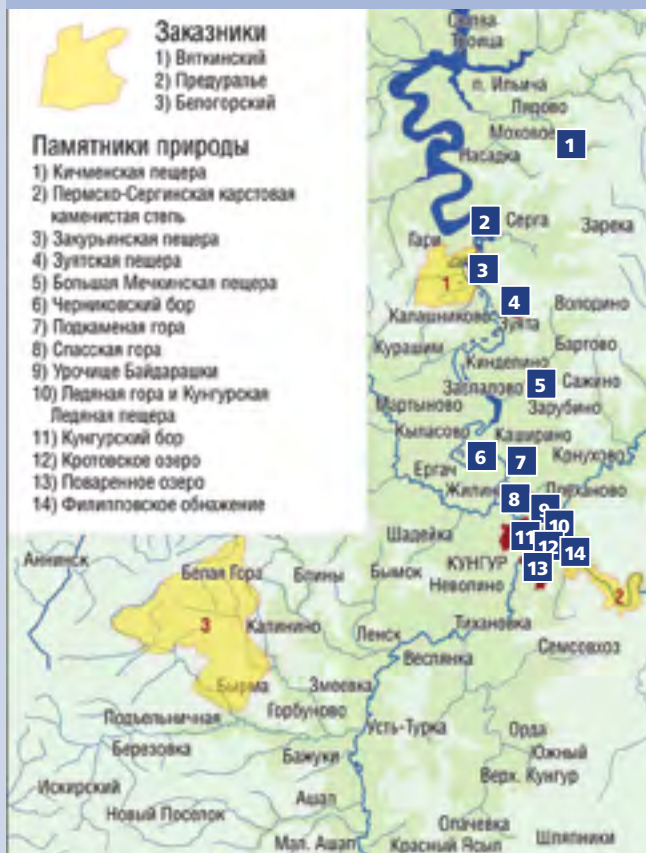 Заказники
1) Вяткинский
2) Предуралье
3) Белогорский
Памятники природы
1) Кичменская пещера
2) Пермско-Сергинская карстовая
каменистая степь
3) Закурьинская пещера
4) Зуятская пещера
5) Большая Мечкинская пещера
6) Черниковский бор
7) Подкаменая гора
8) Спасская гора
9) Урочище Байдарашки
10) Ледяная гора и Кунгурская
Ледяная пещера
11) Кунгурский бор
12) Кротовское озеро
13) Поваренное озеро
14) Филипповское обнажение
Троица
п. Ильича
Лядово
Моховое
1
Насадка
2
Серга
Зарека
Гари
3
1
4
Володино
Калашниково
Зуята
Курашим
Бартово
Кинделино
Заспалово
5
Сажино
Мартыново
Зарубино
Кыласово
Каширино
6
7
Конухово
Ергач
Жилино
8
9
Шадейка
10
11
12
14
Аннинск
КУНГУР
13
Белая Гора
Блины
Бымок
Неволино
2
3
Калинино
Ленск
Тихановка
Семсовхоз
Веслянка
Бырма
Змеевка
Горбуново
Подъельничная
Усть-Турка
Орда
Березовка
Бажуки
Южный
Верх. Кунгур
Искирский
Ашап
Новый Поселок
Опачевка
Мал. Ашап
Красный Ясыл
Шляпники